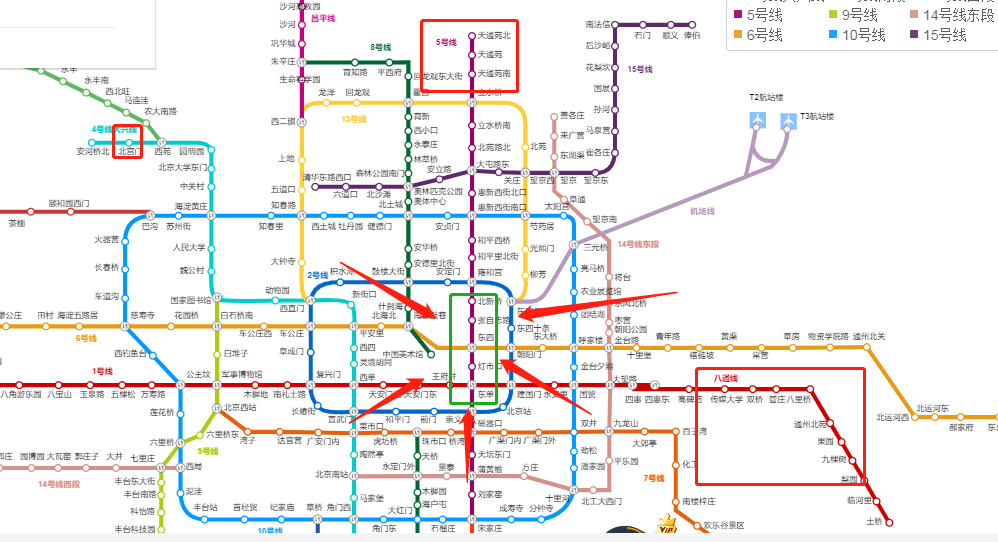 沙河
昌平线
巩华城
朱辛庄
生命科学园
8号线
育知路
平西府
回龙观东大街
霍营
5号线
天通苑北
天通苑
天通苑南
立水桥
南法信
石门
顺义
俸伯
后沙峪
花梨坎
15号线
国展
孙河
马泉营
崔各庄
5号线
9号线
14号线东段
6号线
10号线
15号线
T2航站楼
T3航站楼
机场线
永丰南
西北旺
马连洼
农大南路
4号线大兴线
安河桥北
北宫门
西苑
圆明园
北京大学东门
中关村
海淀黄庄
人民大学
魏公村
国家图书馆
龙泽
回龙观
13号线
西二旗
上地
五道口
知春路
知春里
大钟寺
育新
西小口
永泰庄
林萃桥
森林公园南门
奥林匹克公园
奥体中心
北土城
安华桥
安德里北街
鼓楼大街
什刹海
立水桥南
北苑路北
大屯路东
惠新西街北口
惠新西街南口
和平西桥
和平里北街
雍和宫
北新桥
张自忠路
东四
灯市口
东单
北苑
善各庄
来广营
东湖渠
望京西
望京
望京东
关庄
安立路
清华东路西口
六道口
北沙滩
阜通
望京南
14号线东段
太阳宫
芍药居
光熙门
柳芳
三元桥
亮马桥
农业展览馆
团结湖
呼家楼
金台夕照
国贸
将台
枣营
朝阳公园
金台路
大望路
颐和园西门
茶棚
巴沟
苏州街
火器营
长春桥
车道沟
慈寿寺
西钓鱼台
公主坟
莲花桥
六里桥
西局
泥洼
丰台站
西土城
牡丹园
健德门
安贞门
2号线
积水潭
安定门
动物园
西直门
新街口
平安里
西四
灵境胡同
西单
车公庄
车公庄西
阜成门
复兴门
长椿街
宣武门
和平门
前门
北京站
建国门
朝阳门
东四十条
田村
海淀五路居
花园桥
白石桥南
6号线
北海北
中国美术馆
东大桥
十里堡
青年路
褡裢坡
黄渠
常营
草房
物资学院路
通州北关
北运河西
北运河东
郝家府
白堆子
军事博物馆
北京西站
六里桥东
9号线
七里庄
丰台东大街
丰台南路
科怡路
丰台科技园
1号线
八角游乐园
八宝山
玉泉路
五棵松
万寿路
木樨地
南礼士路
天安门东
王府井
永安里
四惠
四惠东
高碑店
传媒大学
双桥
管庄
八里桥
八通线
通州北苑
果园
九棵树
梨园
临河里
土桥
湾子
达官营
广安门内
菜市口
虎坊桥
珠市口
桥湾
磁器口
广渠门内
广渠门外
双井
九龙山
大郊亭
百子湾
化工
7号线
南楼梓庄
欢乐谷景区
园博园
大瓦窑
郭庄子
大井
14号线西段
陶然亭
北京南站
马家堡
角门西
天桥
永定门外
木樨园
海户屯
景泰
天坛东门
蒲黄榆
刘家窑
宋家庄
方庄
十里河
北工大西门
平乐园
劲松
潘家园
首经贸
纪家庙
草桥
角门东
大红门
石榴庄
成寿寺
分钟寺
10号线
VIP